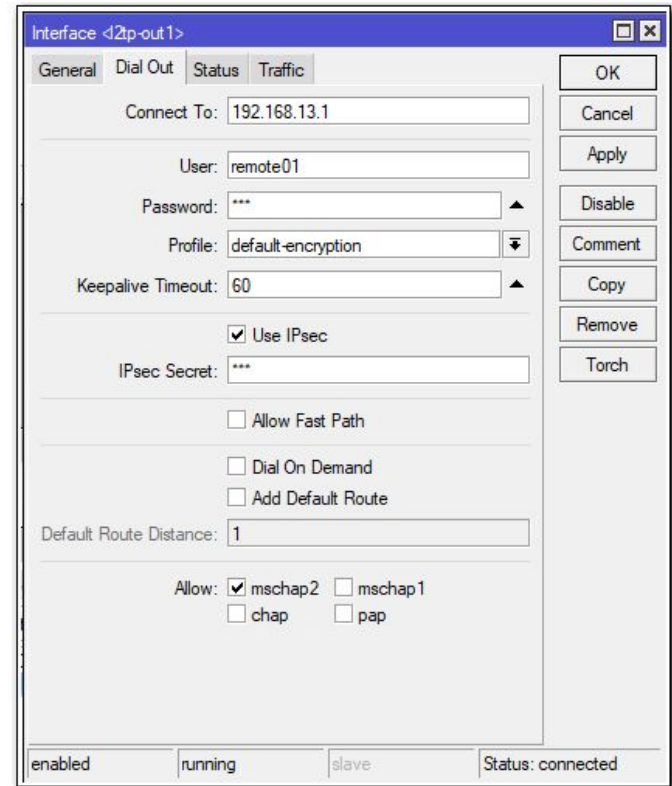 Interface <l2tp-out1>
General Dial Out Status Traffic
OK
Connect To: 192.168.13.1
Cancel
Apply
User: remote01
Password: ***
Disable
Profile: default-encryption
Comment
Keepalive Timeout: 60
Copy
Use IPsec
Remove
IPsec Secret: ***
Torch
Allow Fast Path
Dial On Demand
Add Default Route
Default Route Distance: 1
Allow: mschap2 mschap1
chap pap
enabled running slave Status: connected